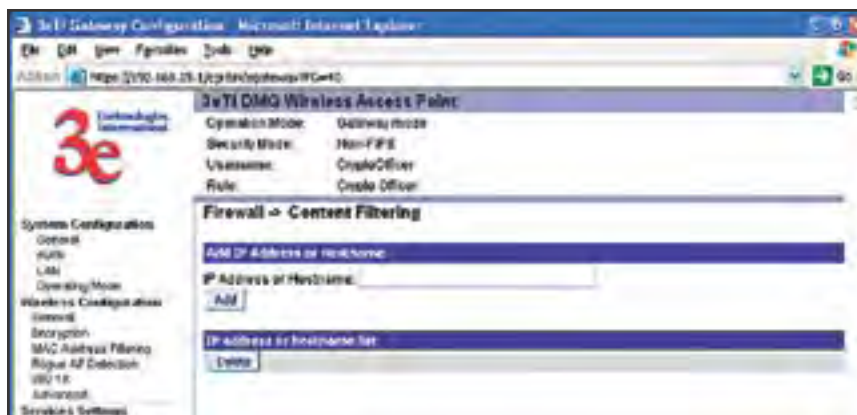 3eTI Gateway Configuration - Microsoft Internet Explorer
File Edit View Favorites Tools Help
Address
Go
3e Technologies International
3eTI DMG Wireless Access Point
Operation Mode: Gateway mode
Security Mode: Non-FIPS
Username: CryptoOfficer
Role: Crypto Officer
Firewall -> Content Filtering
Add IP Address or Hostname:
IP Address or Hostname:
Add
IP address or hostname list
Delete
System Configuration
General
WAN
LAN
Operating Mode
Wireless Configuration
General
Encryption
MAC Address Filtering
Rogue AP Detection
802.1x
Advanced
Services Settings